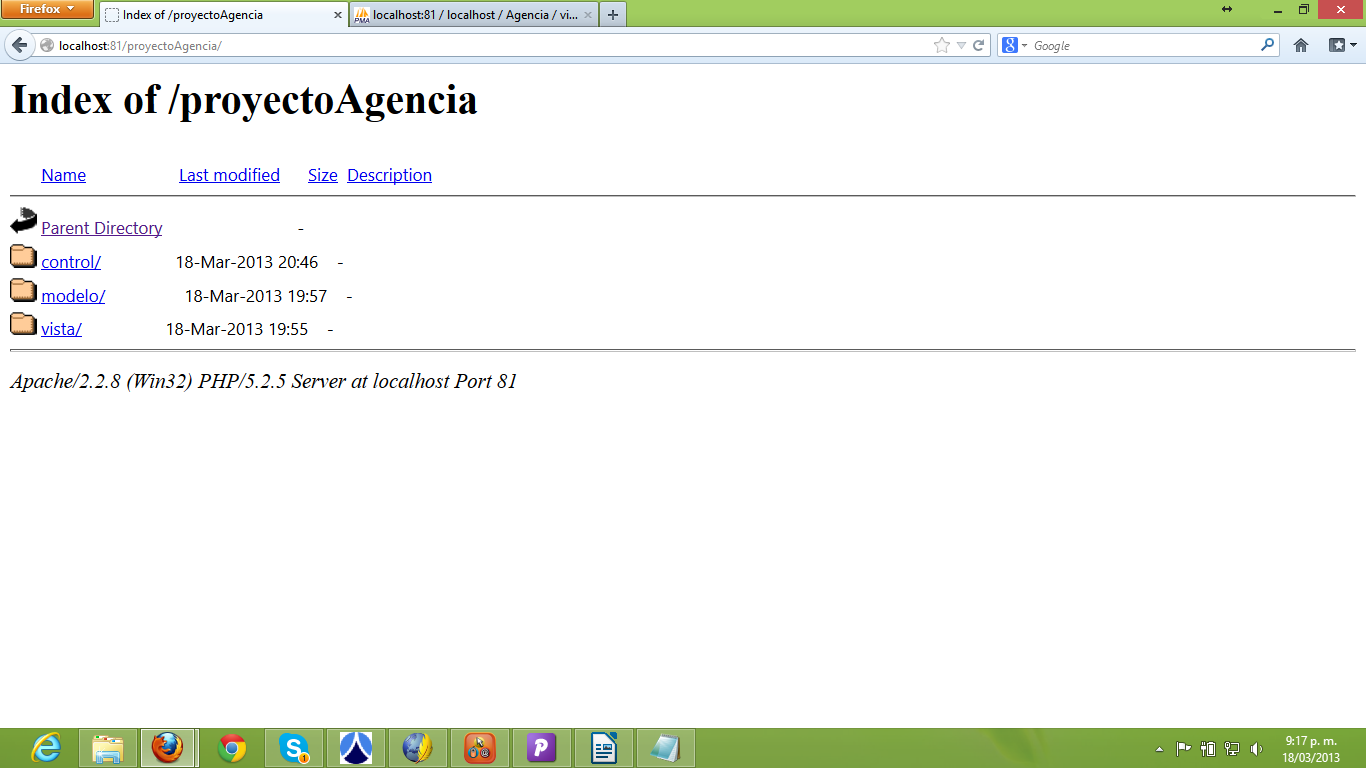 Firefox
Index of /proyectoAgencia
localhost:81 / localhost / Agencia / vi...
localhost:81/proyectoAgencia/
Google
Index of /proyectoAgencia
Name Last modified Size Description
Parent Directory -
control/ 18-Mar-2013 20:46 -
modelo/ 18-Mar-2013 19:57 -
vista/ 18-Mar-2013 19:55 -
Apache/2.2.8 (Win32) PHP/5.2.5 Server at localhost Port 81
9:17 p. m.
18/03/2013